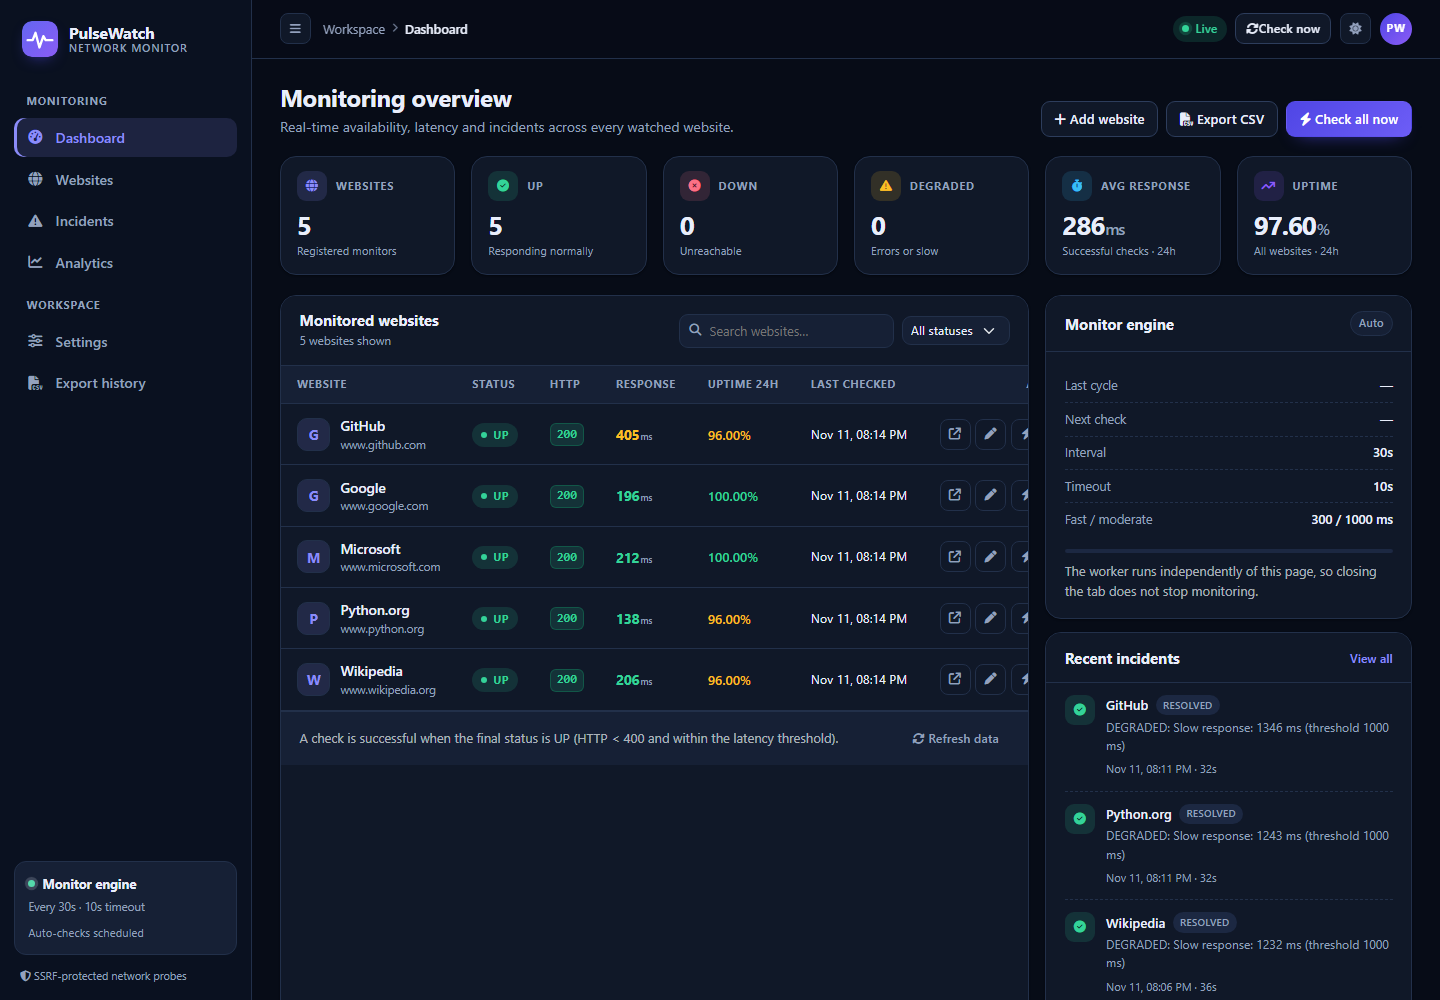 PulseWatch
NETWORK MONITOR
MONITORING
Dashboard
Websites
Incidents
Analytics
WORKSPACE
Settings
Export history
Monitor engine
Every 30s · 10s timeout
Auto-checks scheduled
SSRF-protected network probes
Workspace > Dashboard
Live
Check now
PW
Monitoring overview
Real-time availability, latency and incidents across every watched website.
Add website
Export CSV
Check all now
WEBSITES
5
Registered monitors
UP
5
Responding normally
DOWN
0
Unreachable
DEGRADED
0
Errors or slow
AVG RESPONSE
286ms
Successful checks · 24h
UPTIME
97.60%
All websites · 24h
Monitored websites
5 websites shown
Search websites...
All statuses
WEBSITE STATUS HTTP RESPONSE UPTIME 24H LAST CHECKED
G GitHub www.github.com UP 200 405ms 96.00% Nov 11, 08:14 PM
G Google www.google.com UP 200 196ms 100.00% Nov 11, 08:14 PM
M Microsoft www.microsoft.com UP 200 212ms 100.00% Nov 11, 08:14 PM
P Python.org www.python.org UP 200 138ms 96.00% Nov 11, 08:14 PM
W Wikipedia www.wikipedia.org UP 200 206ms 96.00% Nov 11, 08:14 PM
A check is successful when the final status is UP (HTTP < 400 and within the latency threshold).
Refresh data
Monitor engine
Auto
Last cycle —
Next check —
Interval 30s
Timeout 10s
Fast / moderate 300 / 1000 ms
The worker runs independently of this page, so closing
the tab does not stop monitoring.
Recent incidents
View all
GitHub RESOLVED
DEGRADED: Slow response: 1346 ms (threshold 1000
ms)
Nov 11, 08:11 PM · 32s
Python.org RESOLVED
DEGRADED: Slow response: 1243 ms (threshold 1000
ms)
Nov 11, 08:11 PM · 32s
Wikipedia RESOLVED
DEGRADED: Slow response: 1232 ms (threshold 1000
ms)
Nov 11, 08:06 PM · 36s